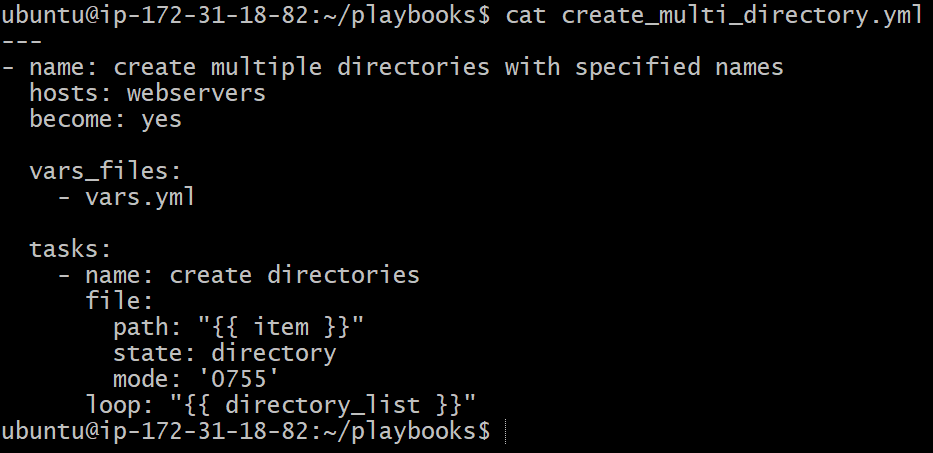 ubuntu@ip-172-31-18-82:~/playbooks$ cat create_multi_directory.yml
---
- name: create multiple directories with specified names
  hosts: webservers
  become: yes

  vars_files:
    - vars.yml

  tasks:
    - name: create directories
      file:
        path: "{{ item }}"
        state: directory
        mode: '0755'
      loop: "{{ directory_list }}"
ubuntu@ip-172-31-18-82:~/playbooks$